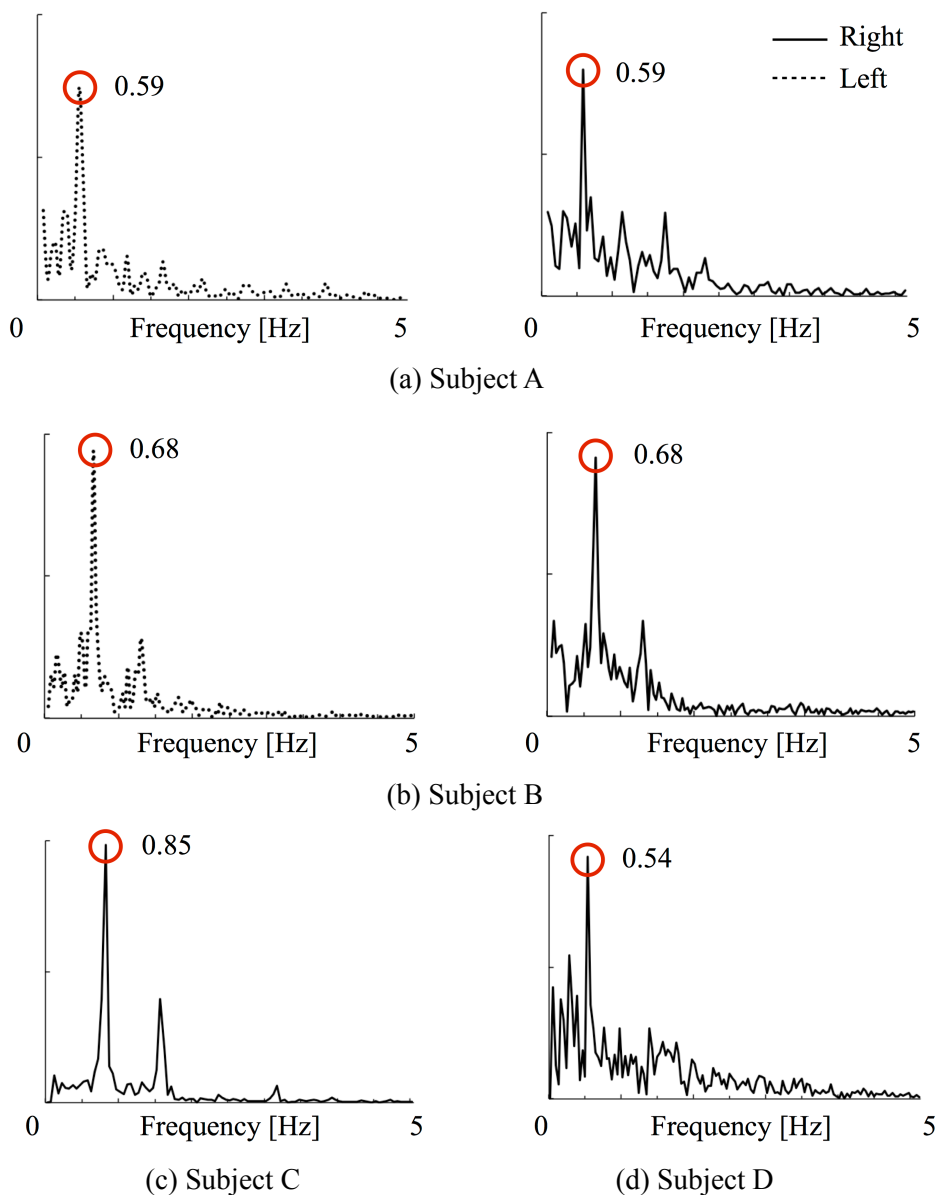 0.59
0 Frequency [Hz] 5
0.59
Right
Left
0 Frequency [Hz] 5
(a) Subject A
0.68
0 Frequency [Hz] 5
0.68
0 Frequency [Hz] 5
(b) Subject B
0.85
0 Frequency [Hz] 5
(c) Subject C
0.54
0 Frequency [Hz] 5
(d) Subject D